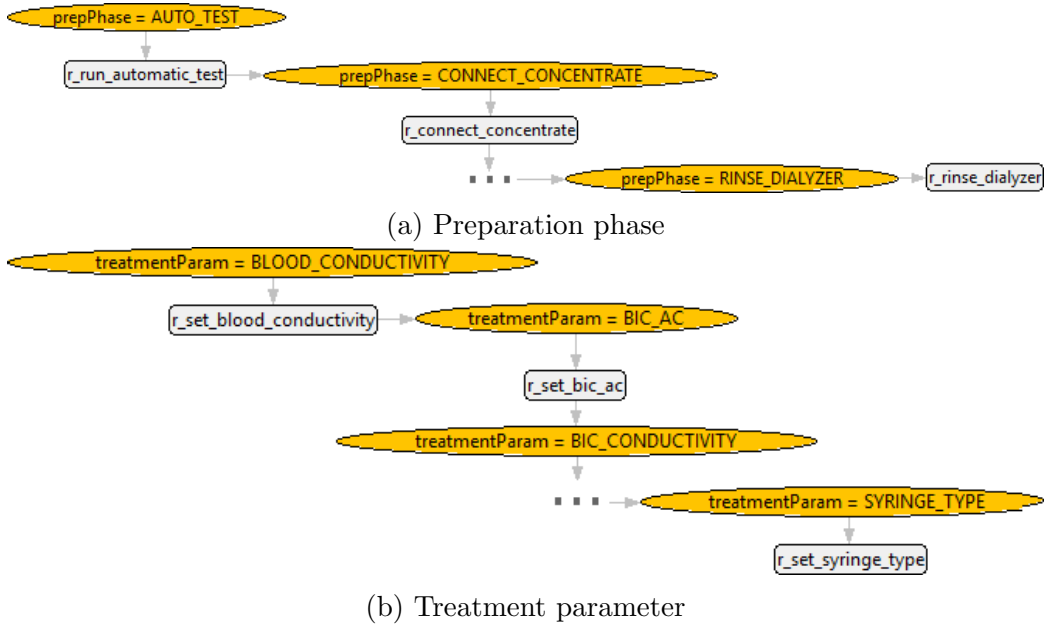 prepPhase = AUTO_TEST
r_run_automatic_test
prepPhase = CONNECT_CONCENTRATE
r_connect_concentrate
...
prepPhase = RINSE_DIALYZER
r_rinse_dialyzer
(a) Preparation phase
treatmentParam = BLOOD_CONDUCTIVITY
r_set_blood_conductivity
treatmentParam = BIC_AC
r_set_bic_ac
treatmentParam = BIC_CONDUCTIVITY
...
treatmentParam = SYRINGE_TYPE
r_set_syringe_type
(b) Treatment parameter